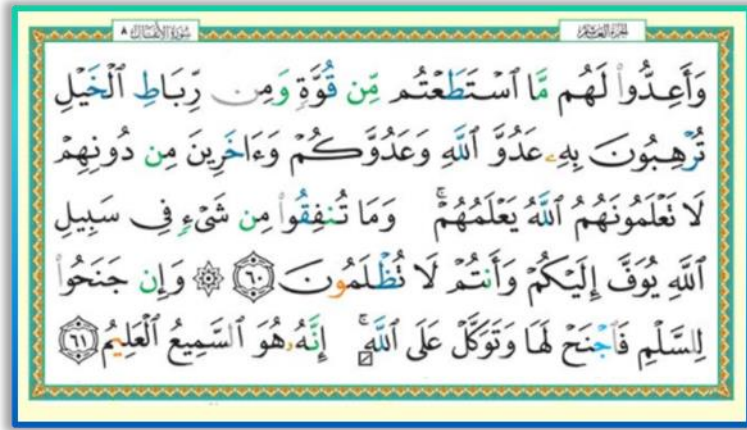 الجزء العاشر سورة الأنفال ٨
وَأَعِدُّوا۟ لَهُم مَّا ٱسْتَطَعْتُم مِّن قُوَّةٍ وَمِن رِّبَاطِ ٱلْخَيْلِ
تُرْهِبُونَ بِهِۦ عَدُوَّ ٱللَّهِ وَعَدُوَّكُمْ وَءَاخَرِينَ مِن دُونِهِمْ
لَا تَعْلَمُونَهُمُ ٱللَّهُ يَعْلَمُهُمْ ۚ وَمَا تُنفِقُوا۟ مِن شَىْءٍ فِى سَبِيلِ
ٱللَّهِ يُوَفَّ إِلَيْكُمْ وَأَنتُمْ لَا تُظْلَمُونَ ٦٠ ۞ وَإِن جَنَحُوا۟
لِلسَّلْمِ فَٱجْنَحْ لَهَا وَتَوَكَّلْ عَلَى ٱللَّهِ ۚ إِنَّهُۥ هُوَ ٱلسَّمِيعُ ٱلْعَلِيمُ ٦١